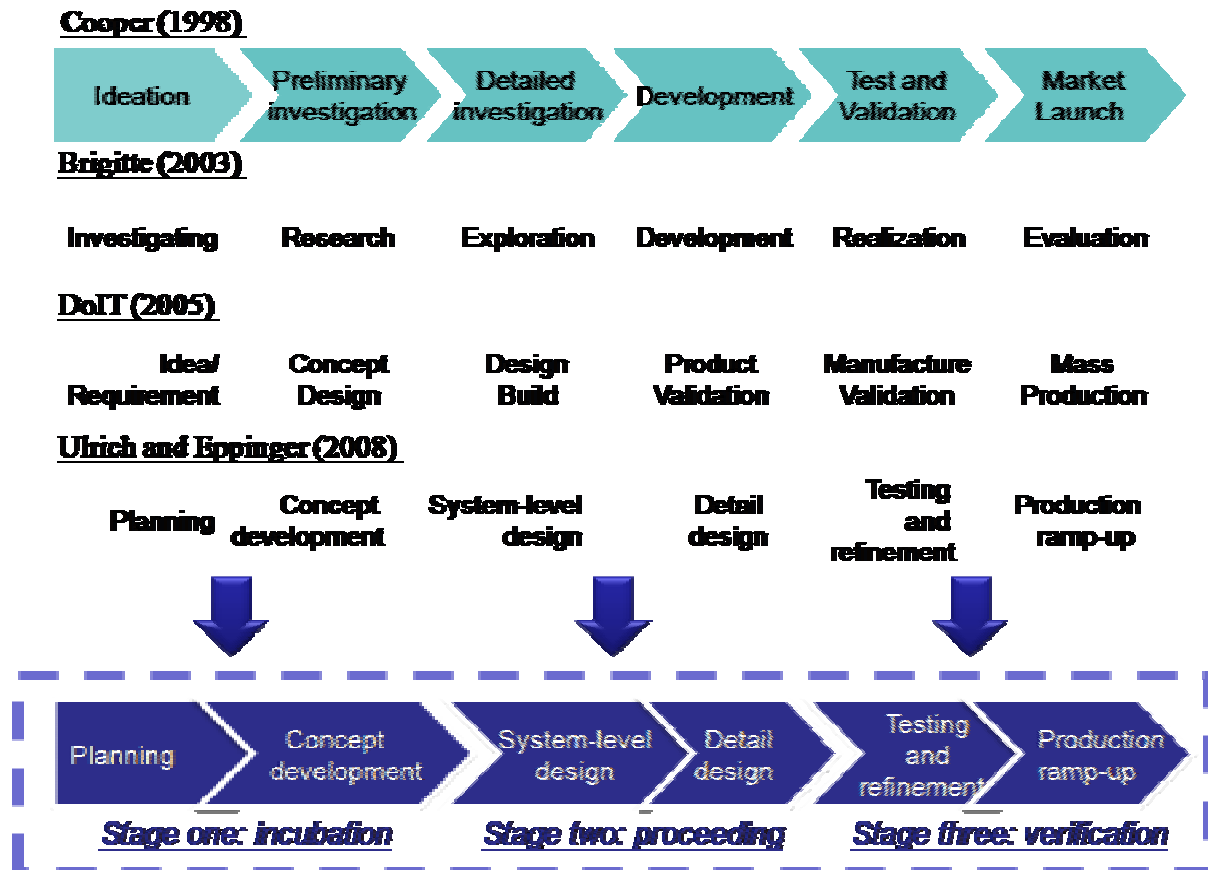 Cooper (1998)
Ideation
Preliminary
investigation
Detailed
investigation
Development
Test and
Validation
Market
Launch
Brigitte (2003)
Investigating
Research
Exploration
Development
Realization
Evaluation
DoIT (2005)
Idea/
Requirement
Concept
Design
Design
Build
Product
Validation
Manufacture
Validation
Mass
Production
Ulrich and Eppinger (2008)
Planning
Concept
development
System-level
design
Detail
design
Testing
and
refinement
Production
ramp-up
Planning
Concept
development
System-level
design
Detail
design
Testing
and
refinement
Production
ramp-up
Stage one: incubation
Stage two: proceeding
Stage three: verification